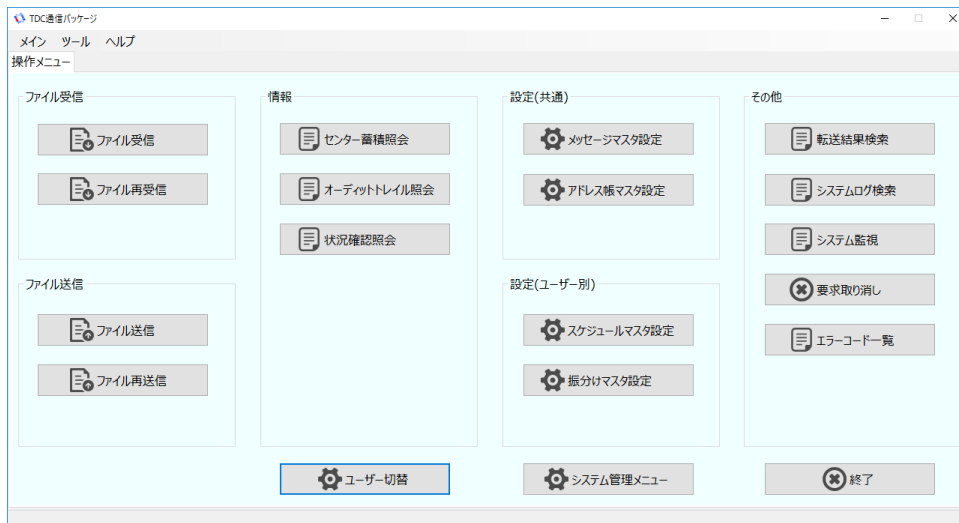 TDC通信パッケージ
メイン ツール ヘルプ
操作メニュー
ファイル受信
ファイル受信
ファイル再受信
ファイル送信
ファイル送信
ファイル再送信
情報
センター蓄積照会
オーディットトレイル照会
状況確認照会
設定(共通)
メッセージマスタ設定
アドレス帳マスタ設定
設定(ユーザー別)
スケジュールマスタ設定
振分けマスタ設定
その他
転送結果検索
システムログ検索
システム監視
要求取り消し
エラーコード一覧
ユーザー切替
システム管理メニュー
終了